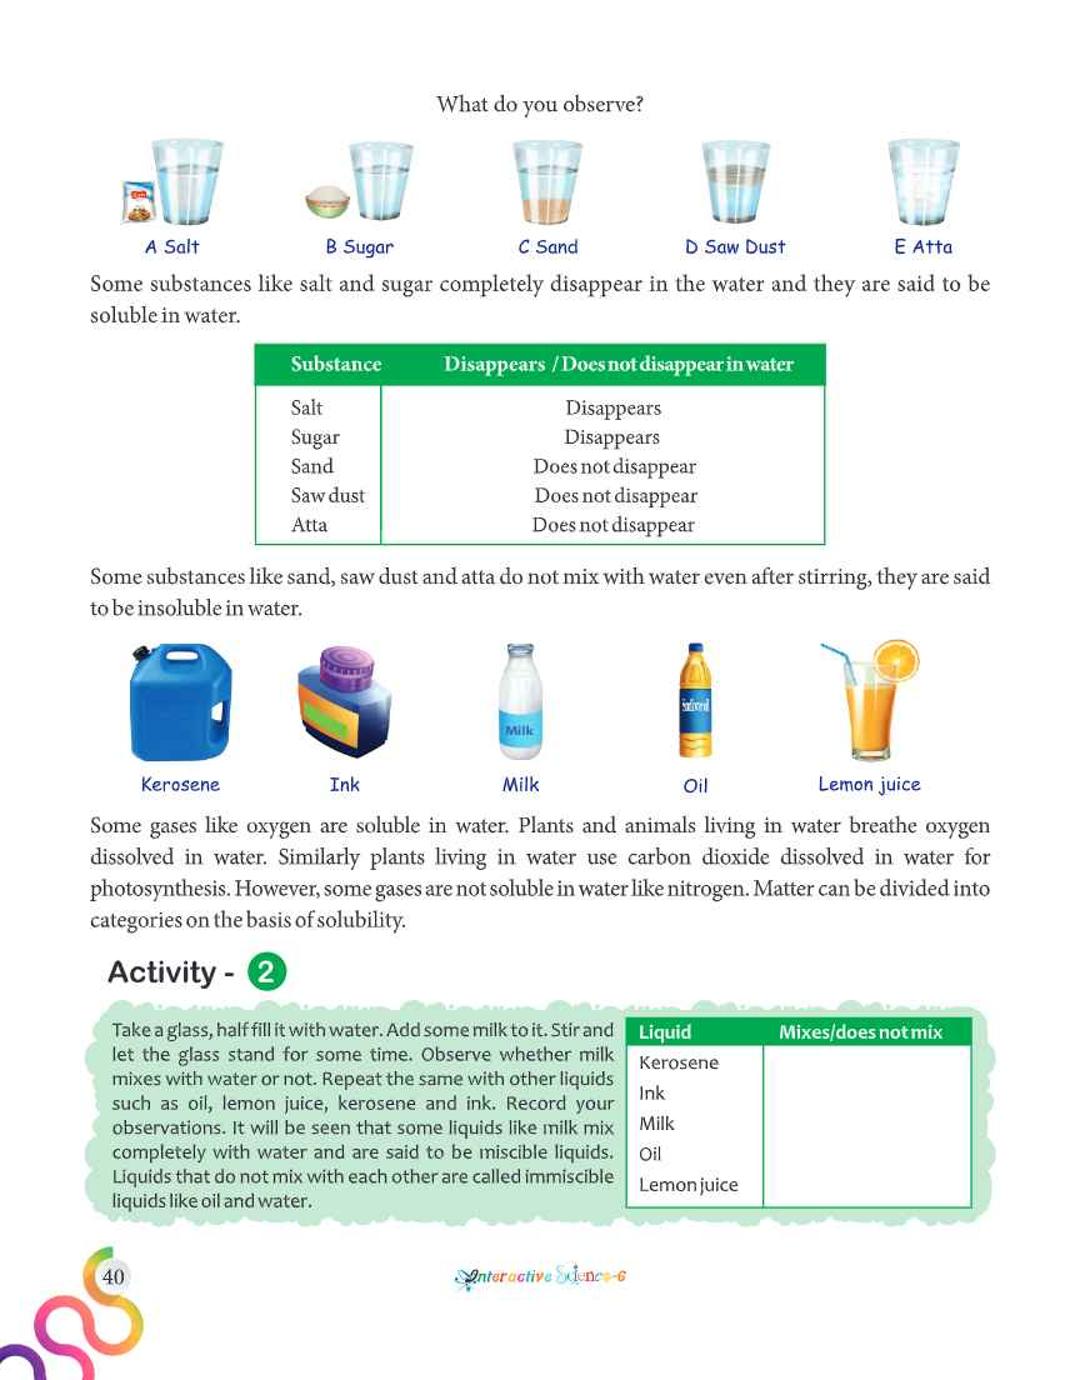 What do you observe?
A Salt
B Sugar
C Sand
D Saw Dust
E Atta
Some substances like salt and sugar completely disappear in the water and they are said to be
soluble in water.
Substance Disappears / Does not disappear in water
Salt Disappears
Sugar Disappears
Sand Does not disappear
Saw dust Does not disappear
Atta Does not disappear
Some substances like sand, saw dust and atta do not mix with water even after stirring, they are said
to be insoluble in water.
Milk
Kerosene
Ink
Milk
Oil
Lemon juice
Some gases like oxygen are soluble in water. Plants and animals living in water breathe oxygen
dissolved in water. Similarly plants living in water use carbon dioxide dissolved in water for
photosynthesis. However, some gases are not soluble in water like nitrogen. Matter can be divided into
categories on the basis of solubility.
Activity - 2
Take a glass, half fill it with water. Add some milk to it. Stir and
let the glass stand for some time. Observe whether milk
mixes with water or not. Repeat the same with other liquids
such as oil, lemon juice, kerosene and ink. Record your
observations. It will be seen that some liquids like milk mix
completely with water and are said to be miscible liquids.
Liquids that do not mix with each other are called immiscible
liquids like oil and water.
Liquid Mixes/does not mix
Kerosene
Ink
Milk
Oil
Lemon juice
40
Interactive Science-6